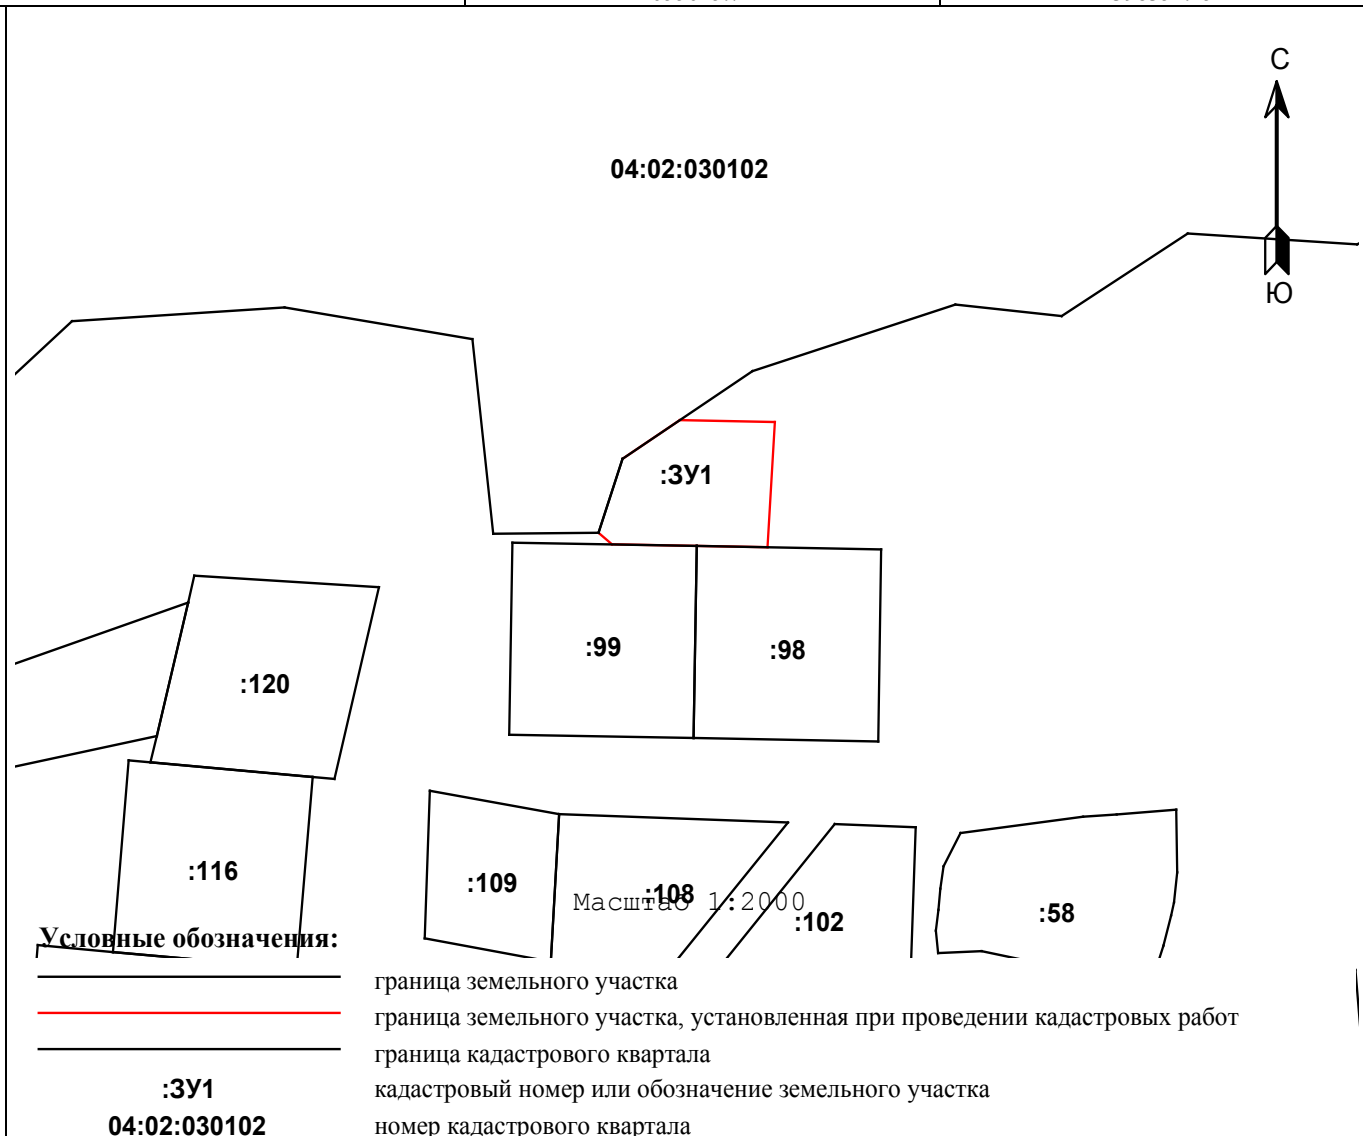 С
04:02:030102
Ю
:ЗУ1
:99
:98
:120
:116
:109
:108
Масштаб 1:2000
:102
:58
Условные обозначения:
граница земельного участка
граница земельного участка, установленная при проведении кадастровых работ
граница кадастрового квартала
:ЗУ1 кадастровый номер или обозначение земельного участка
04:02:030102 номер кадастрового квартала